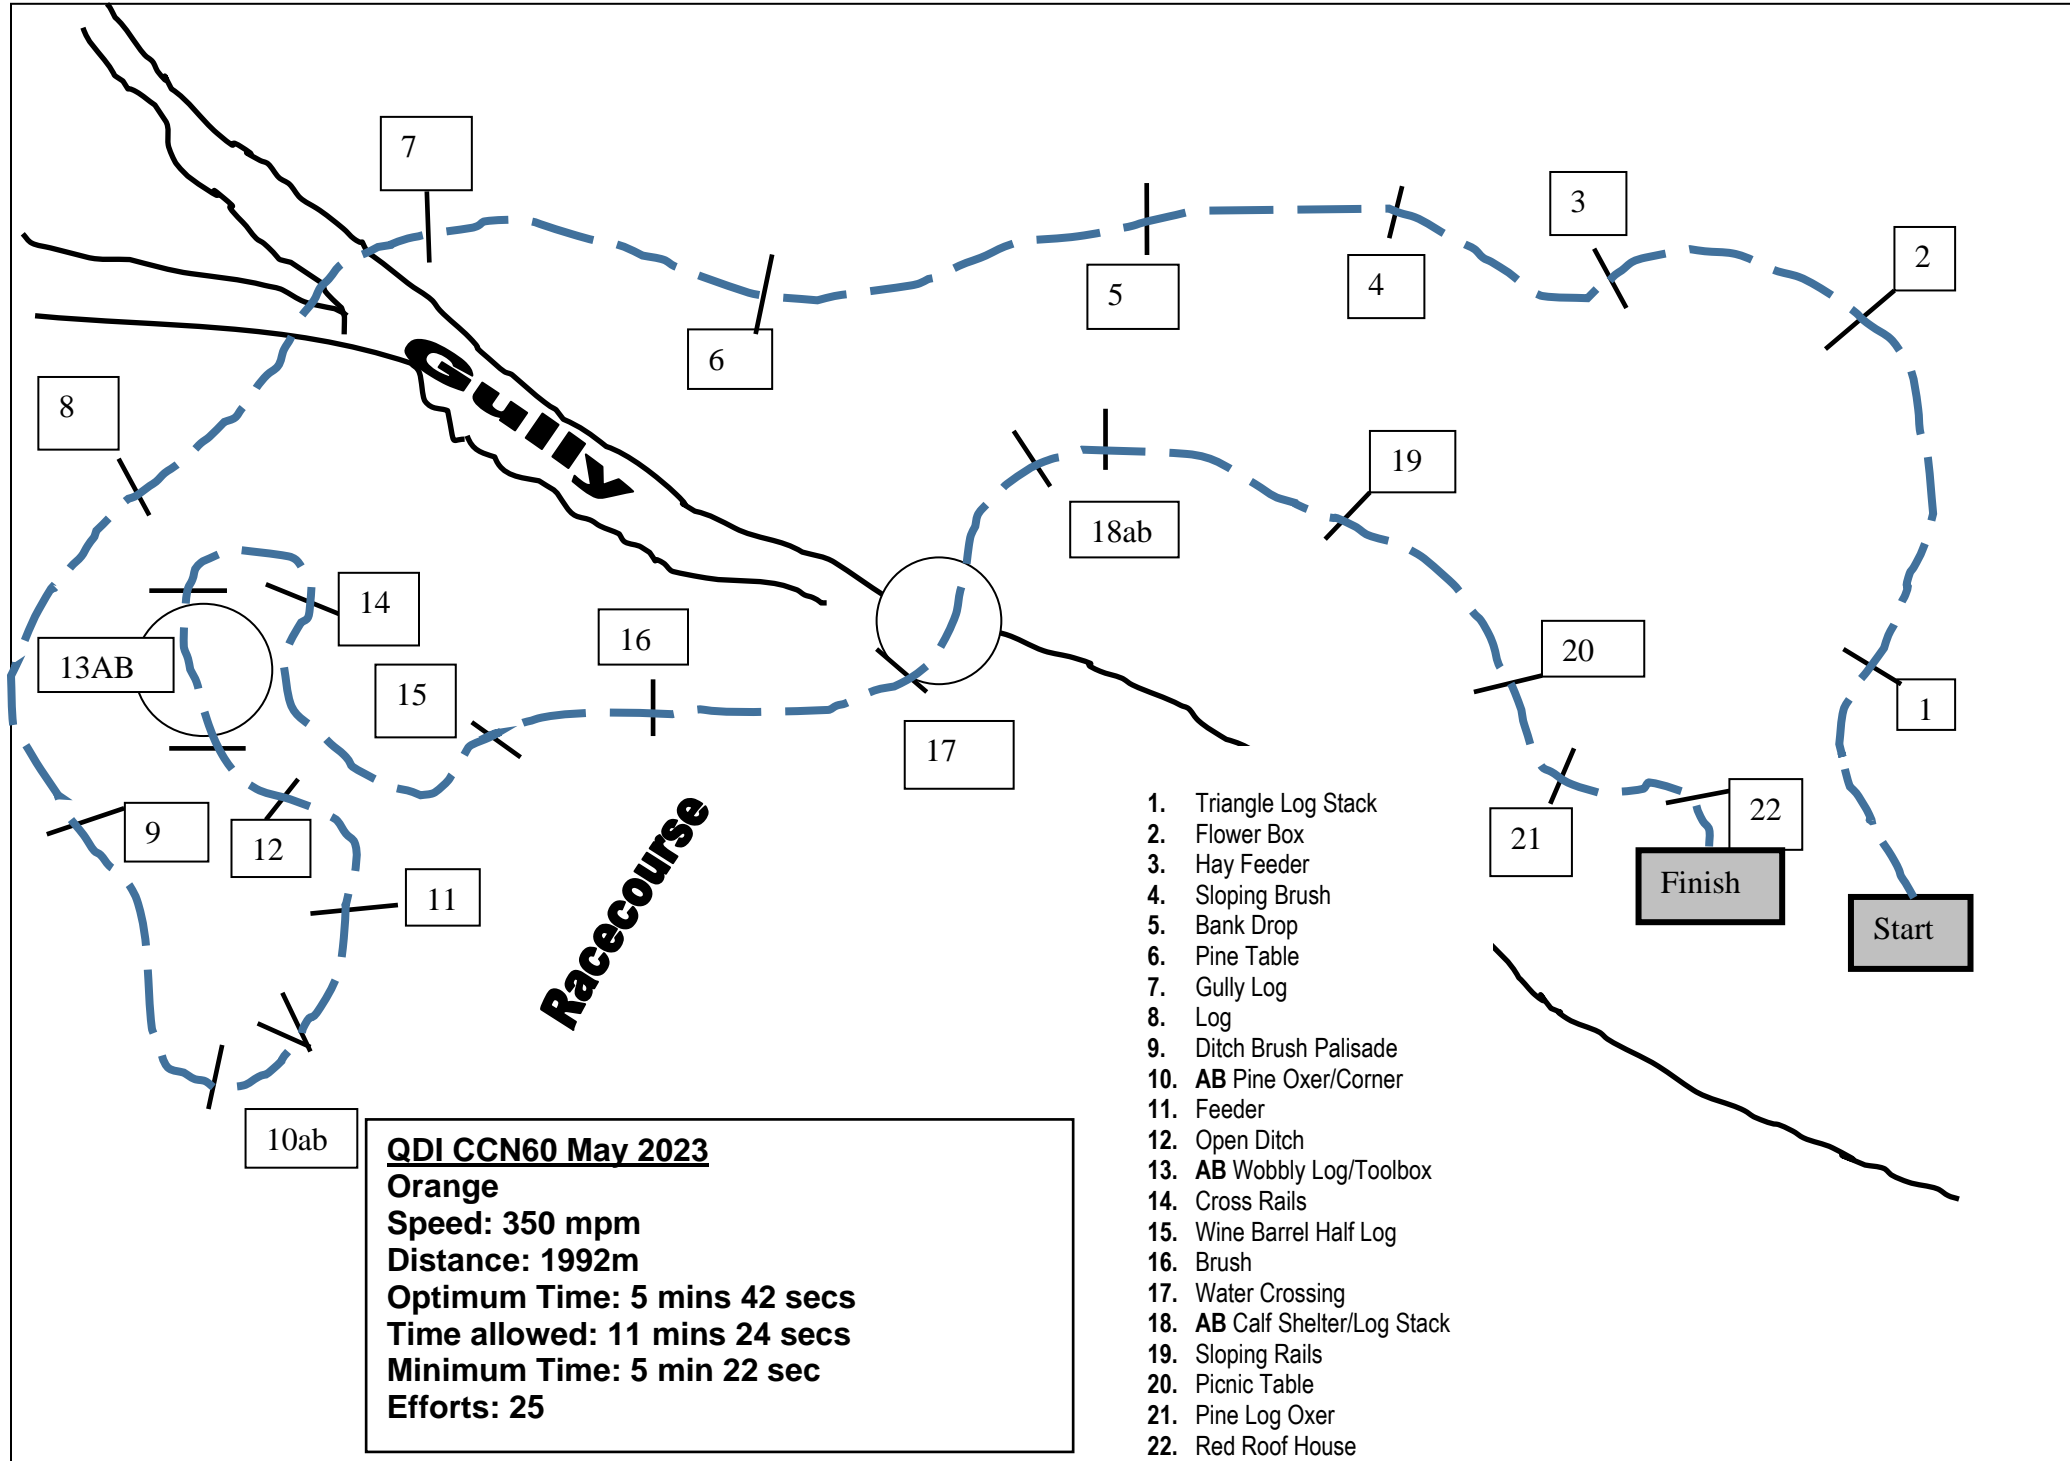 7
3
2
5
4
6
8
19
18ab
14
16
13AB
20
15
1
17
9
12
22
21
11
Finish
Start
10ab
Gully
Racecourse
1. Triangle Log Stack
2. Flower Box
3. Hay Feeder
4. Sloping Brush
5. Bank Drop
6. Pine Table
7. Gully Log
8. Log
9. Ditch Brush Palisade
10. AB Pine Oxer/Corner
11. Feeder
12. Open Ditch
13. AB Wobbly Log/Toolbox
14. Cross Rails
15. Wine Barrel Half Log
16. Brush
17. Water Crossing
18. AB Calf Shelter/Log Stack
19. Sloping Rails
20. Picnic Table
21. Pine Log Oxer
22. Red Roof House
QDI CCN60 May 2023
Orange
Speed: 350 mpm
Distance: 1992m
Optimum Time: 5 mins 42 secs
Time allowed: 11 mins 24 secs
Minimum Time: 5 min 22 sec
Efforts: 25